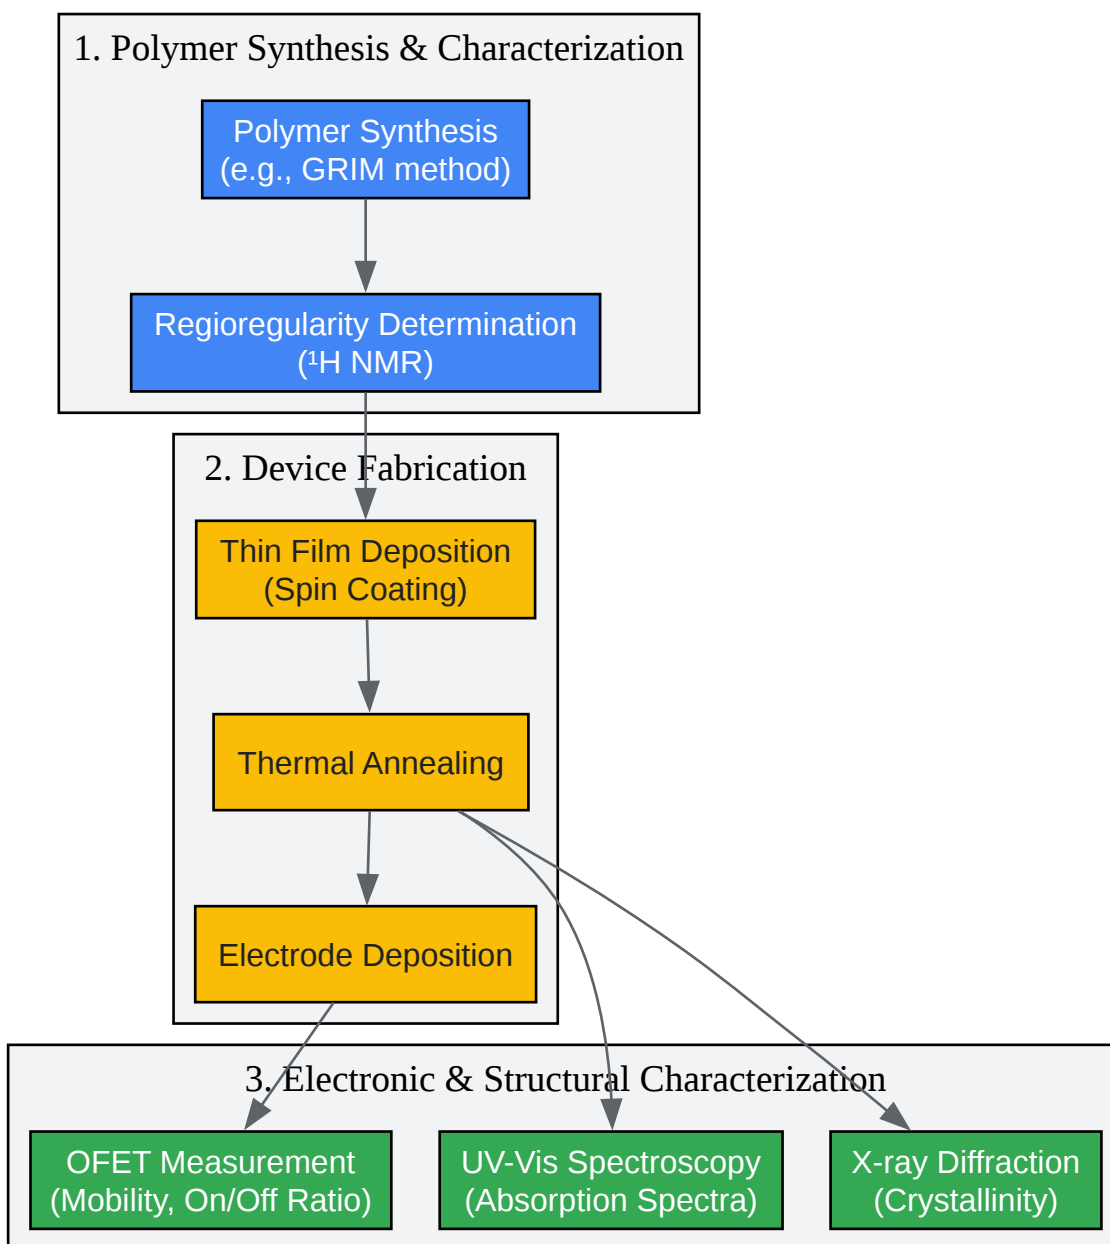 1. Polymer Synthesis & Characterization
Polymer Synthesis
(e.g., GRIM method)
Regioregularity Determination
(¹H NMR)
2. Device Fabrication
Thin Film Deposition
(Spin Coating)
Thermal Annealing
Electrode Deposition
3. Electronic & Structural Characterization
OFET Measurement
(Mobility, On/Off Ratio)
UV-Vis Spectroscopy
(Absorption Spectra)
X-ray Diffraction
(Crystallinity)